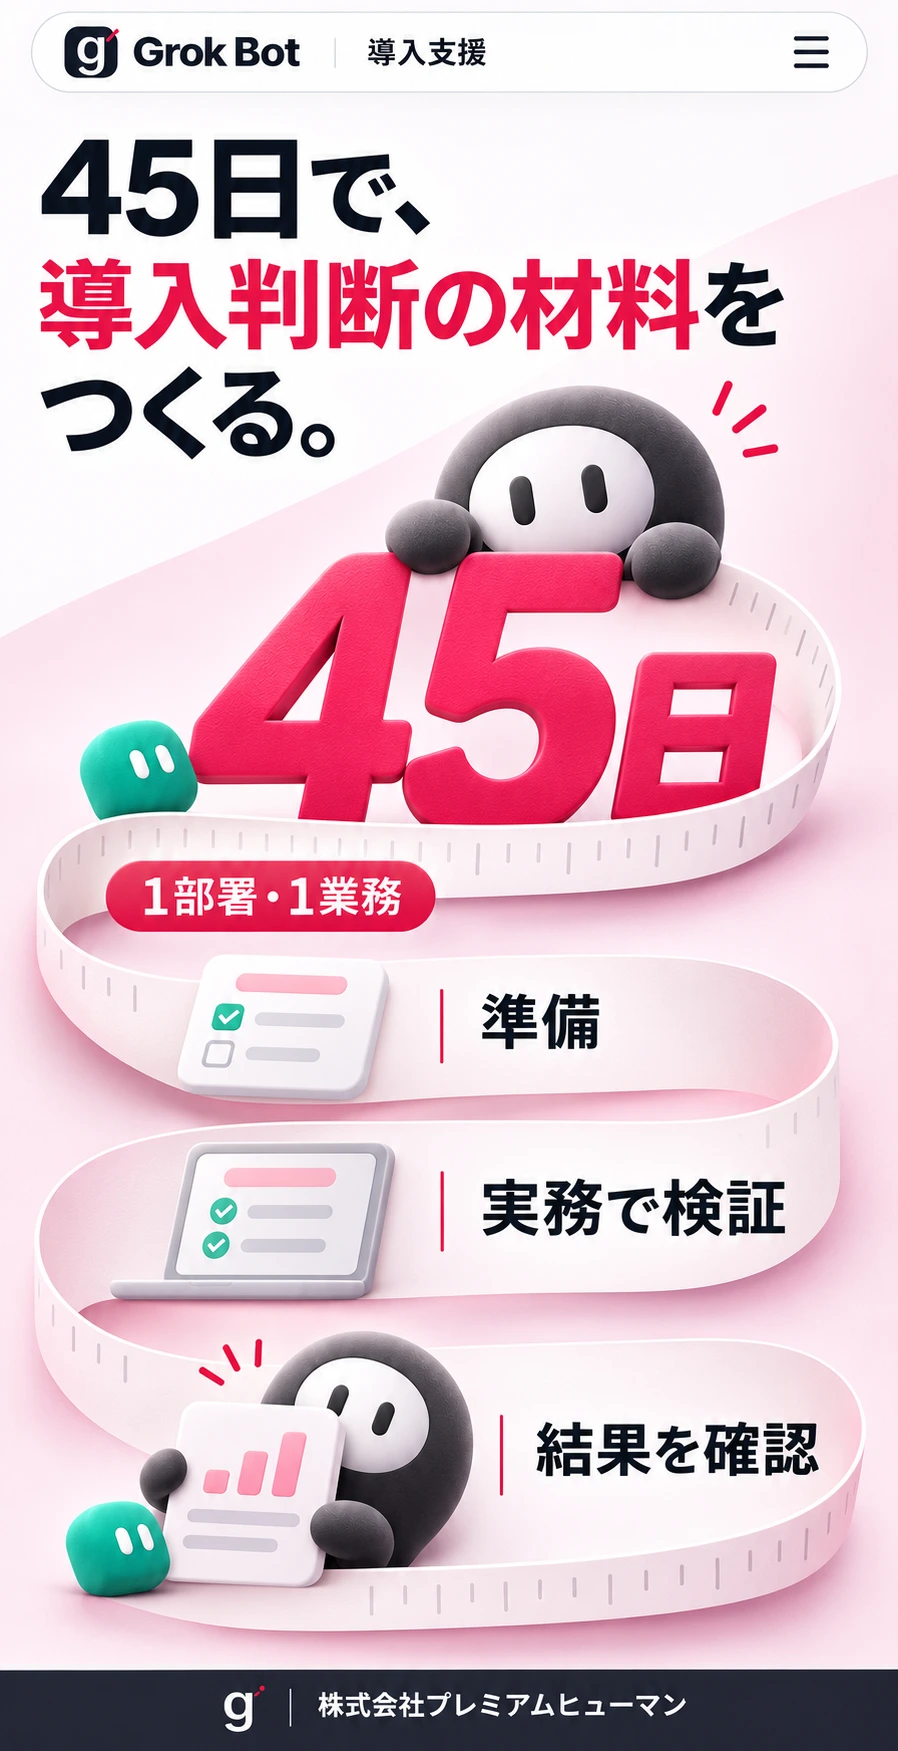 g Grok Bot 導入支援
45日で、
導入判断の材料を
つくる。
45日
1部署・1業務
準備
実務で検証
結果を確認
g 株式会社プレミアムヒューマン